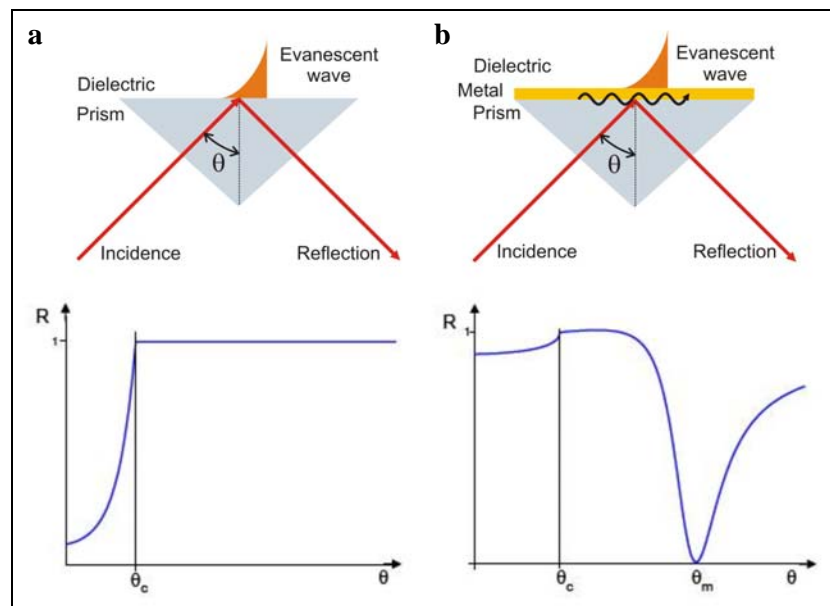 a
Evanescent
wave
Dielectric
Prism
θ
Incidence
Reflection
R
1
θc
θ
b
Evanescent
wave
Dielectric
Metal
Prism
θ
Incidence
Reflection
R
1
θc
θm
θ